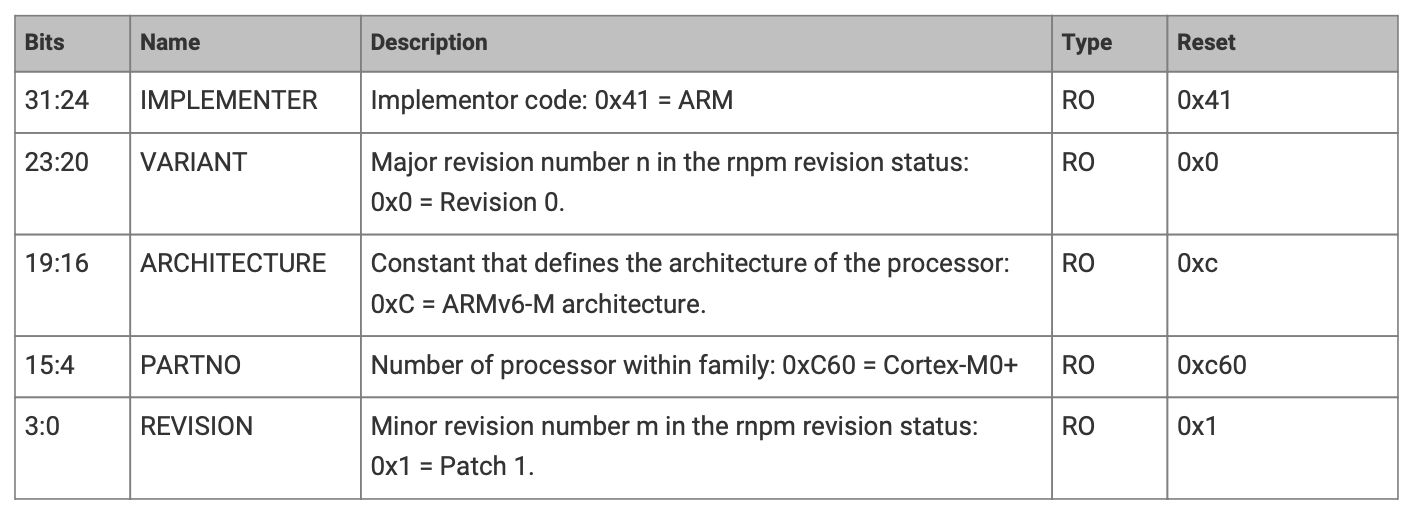 Bits Name Description Type Reset
31:24 IMPLEMENTER Implementor code: 0x41 = ARM RO 0x41
23:20 VARIANT Major revision number n in the rnpm revision status: RO 0x0
0x0 = Revision 0.
19:16 ARCHITECTURE Constant that defines the architecture of the processor: RO 0xc
0xC = ARMv6-M architecture.
15:4 PARTNO Number of processor within family: 0xC60 = Cortex-M0+ RO 0xc60
3:0 REVISION Minor revision number m in the rnpm revision status: RO 0x1
0x1 = Patch 1.